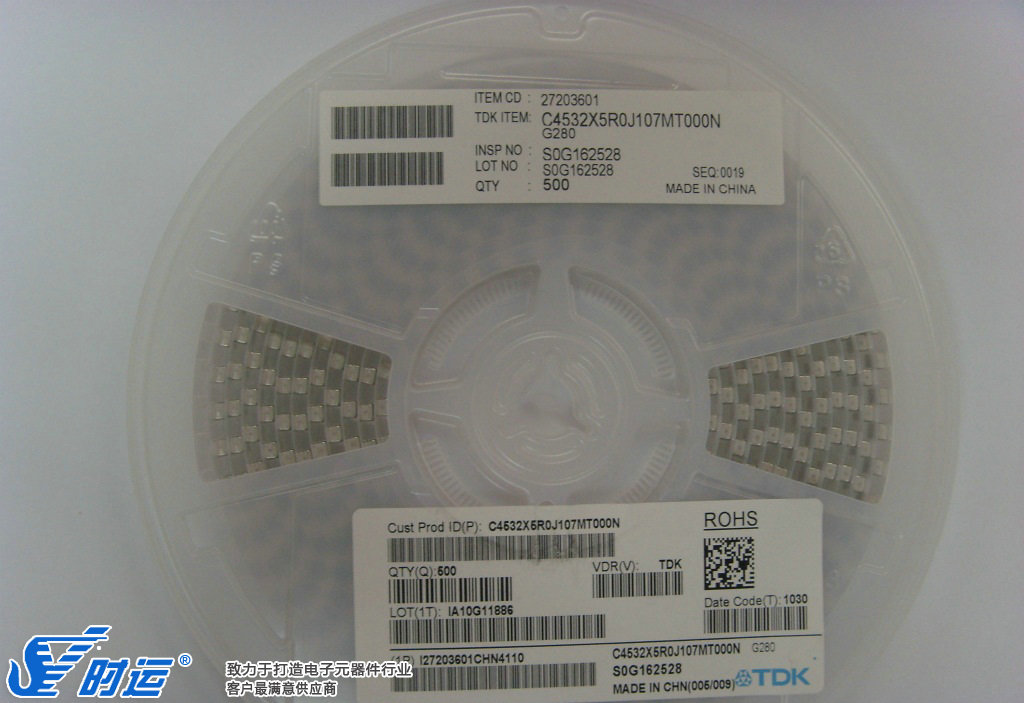 ITEM CD : 27203601
TDK ITEM: C4532X5R0J107MT000N
G280
INSP NO : S0G162528
LOT NO : S0G162528
QTY : 500
SEQ:0019
MADE IN CHINA
Cust Prod ID(P): C4532X5R0J107MT000N
ROHS
QTY(Q):500
VDR(V): TDK
LOT(1T): IA10G11886
Date Code(T): 1030
(1P) I27203601CHN4110
C4532X5R0J107MT000N G280
S0G162528
MADE IN CHN(005/009) TDK
时运®
致力于打造电子元器件行业
客户最满意供应商